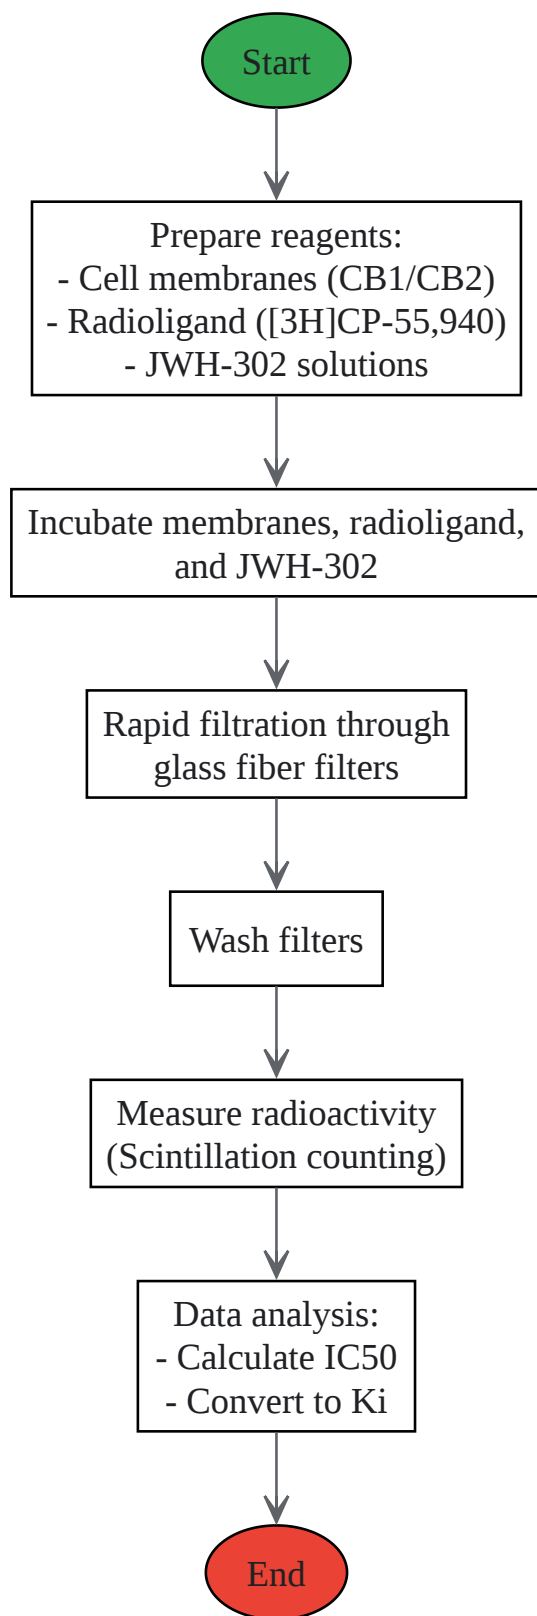 Start
Prepare reagents:
- Cell membranes (CB1/CB2)
- Radioligand ([3H]CP-55,940)
- JWH-302 solutions
Incubate membranes, radioligand,
and JWH-302
Rapid filtration through
glass fiber filters
Wash filters
Measure radioactivity
(Scintillation counting)
Data analysis:
- Calculate IC50
- Convert to Ki
End